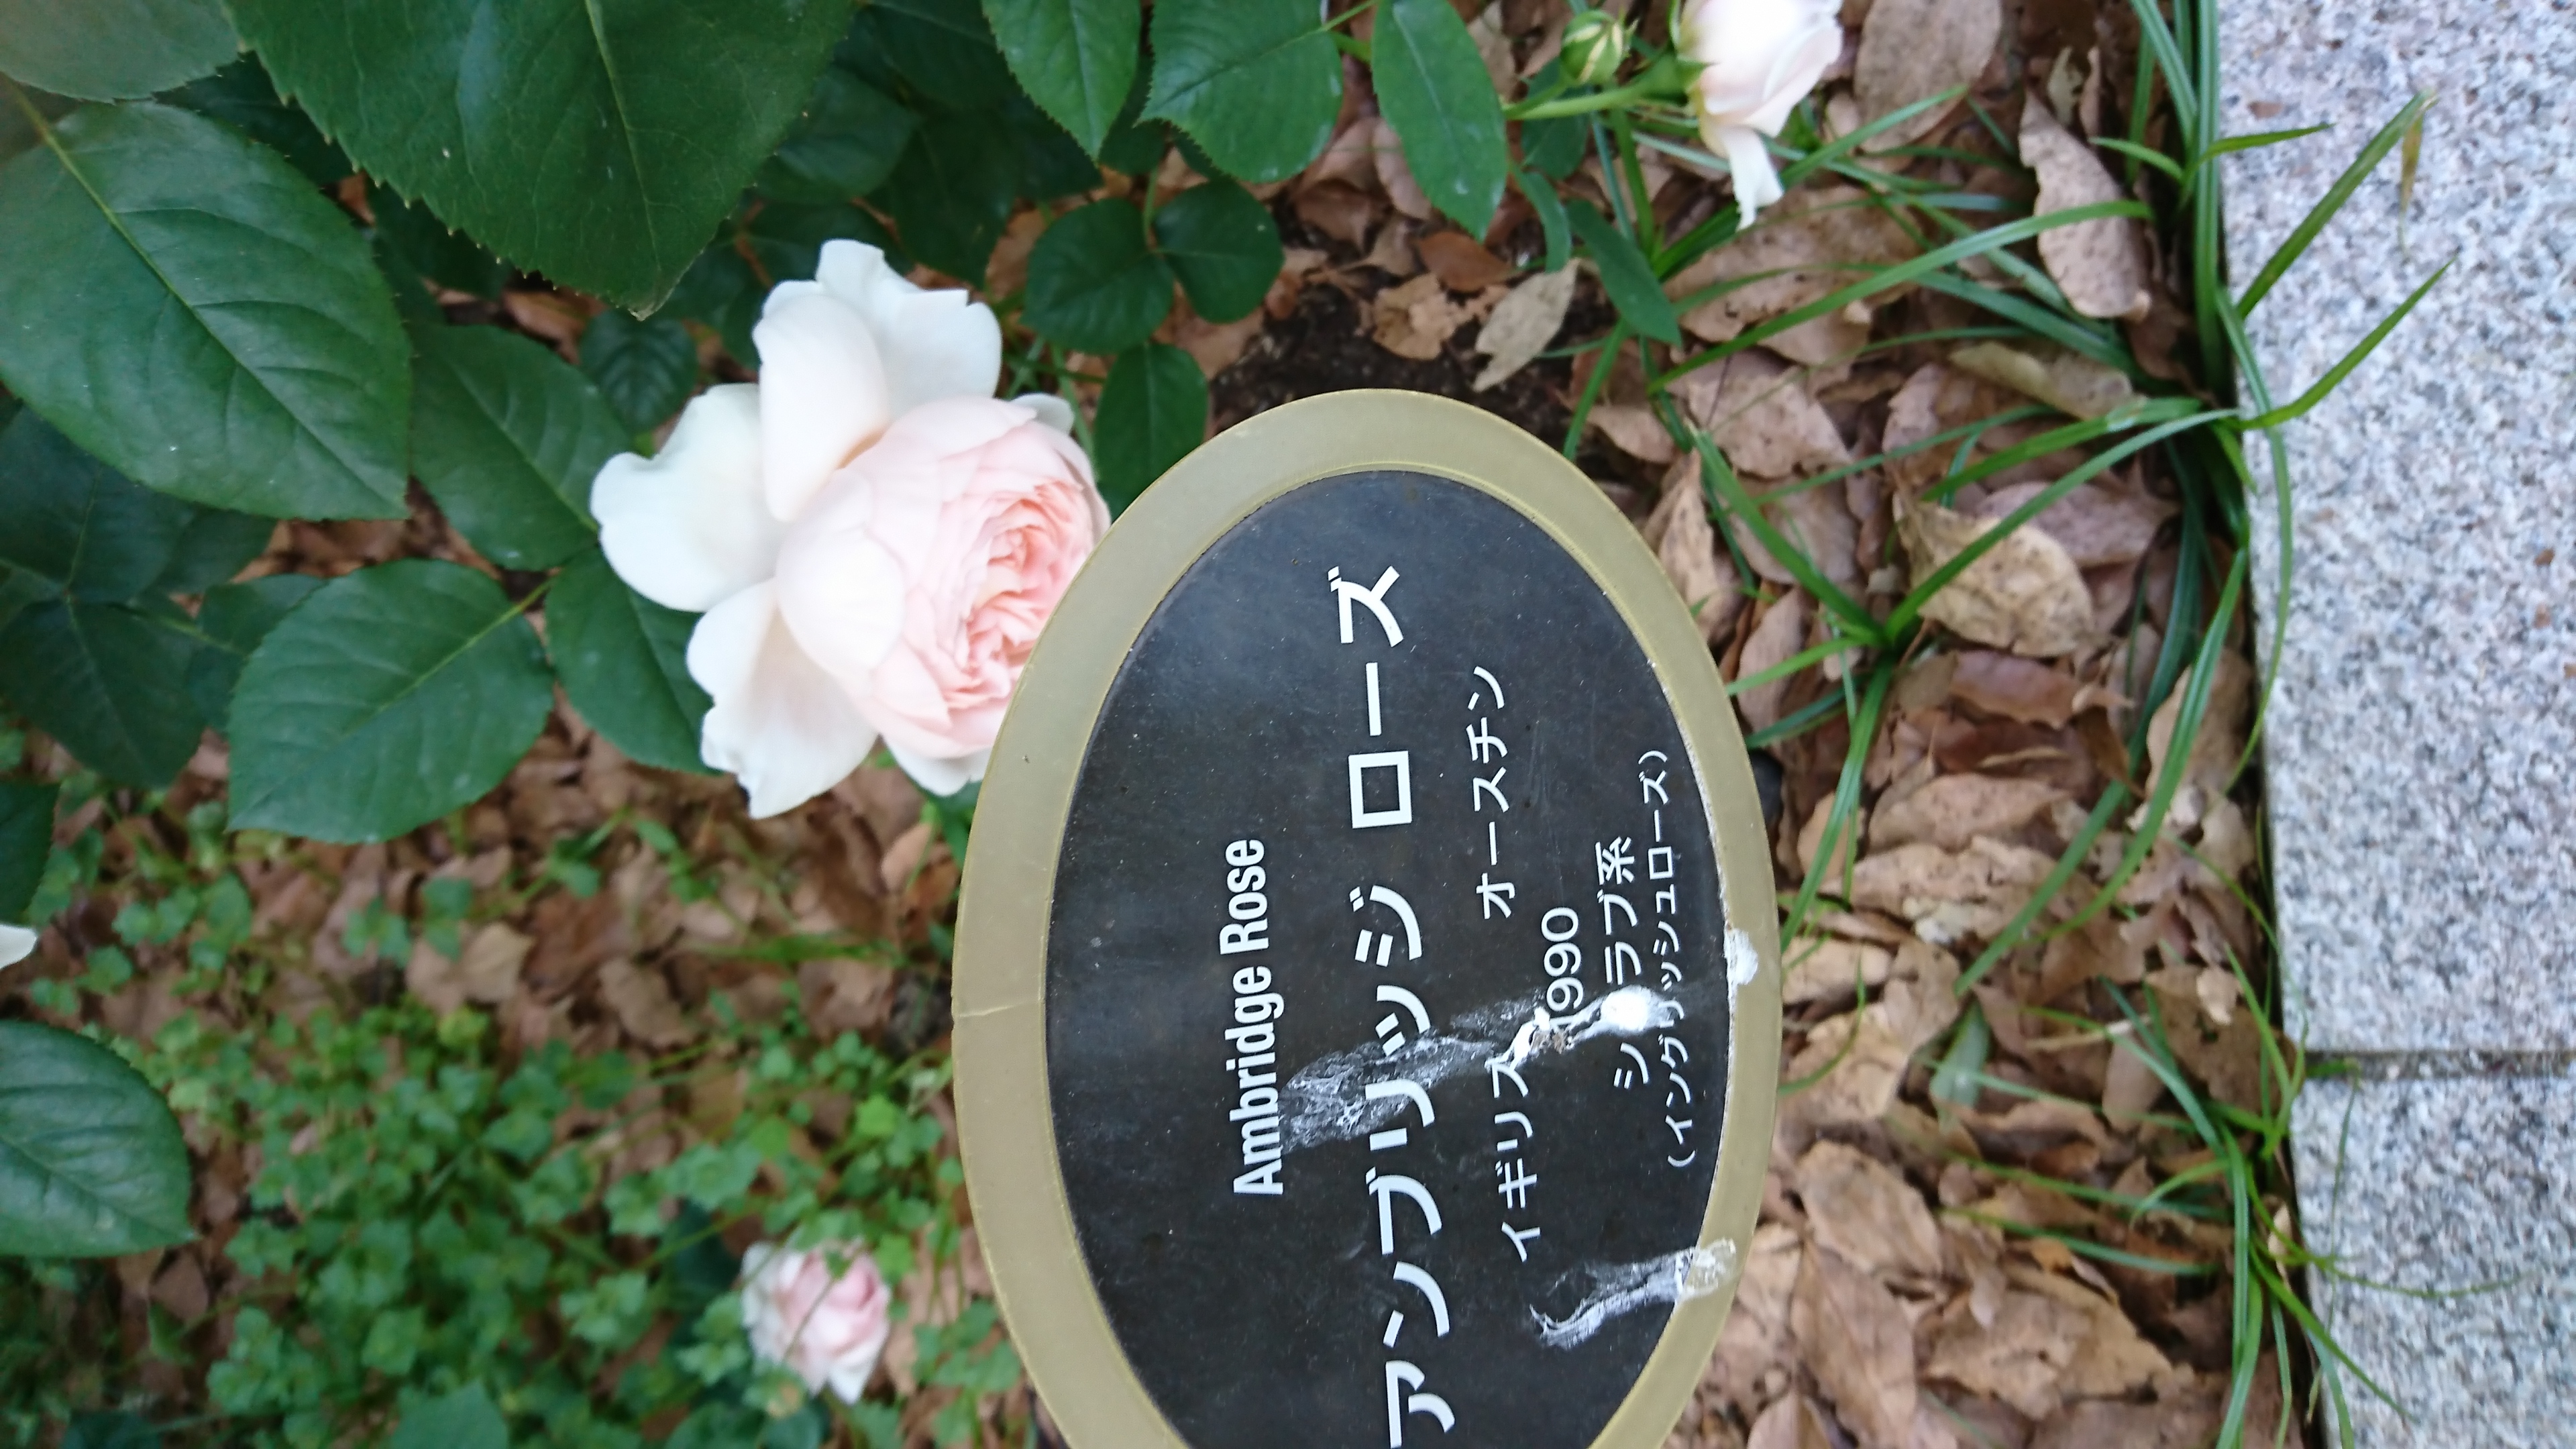 Ambridge Rose
アンブリッジ ローズ
イギリス 1990 オースチン
シュラブ系
(イングリッシュローズ)